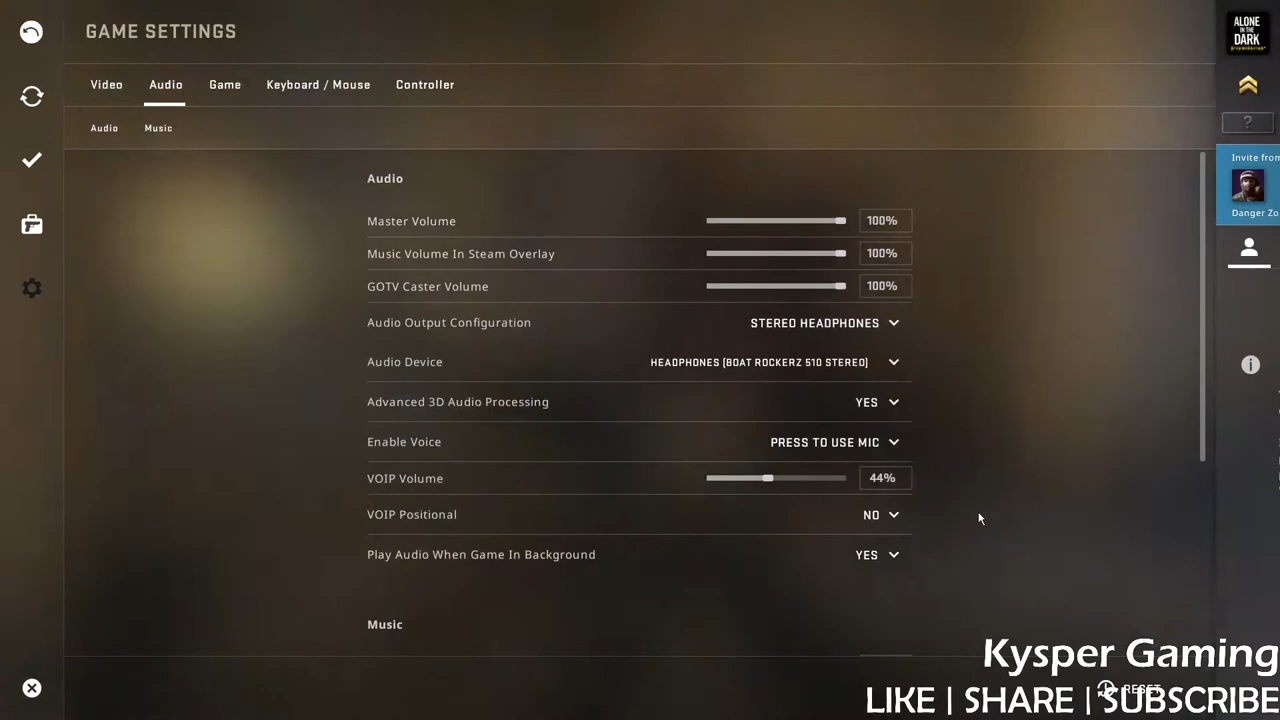 GAME SETTINGS
ALONE
IN THE
DARK
Video Audio Game Keyboard / Mouse Controller
Audio Music
?
Invite from
Danger Zo
Audio
Master Volume 100%
Music Volume In Steam Overlay 100%
GOTV Caster Volume 100%
Audio Output Configuration STEREO HEADPHONES
Audio Device HEADPHONES (BOAT ROCKERZ 510 STEREO)
Advanced 3D Audio Processing YES
Enable Voice PRESS TO USE MIC
VOIP Volume 44%
VOIP Positional NO
Play Audio When Game In Background YES
Music
Kysper Gaming
RESET
LIKE | SHARE | SUBSCRIBE